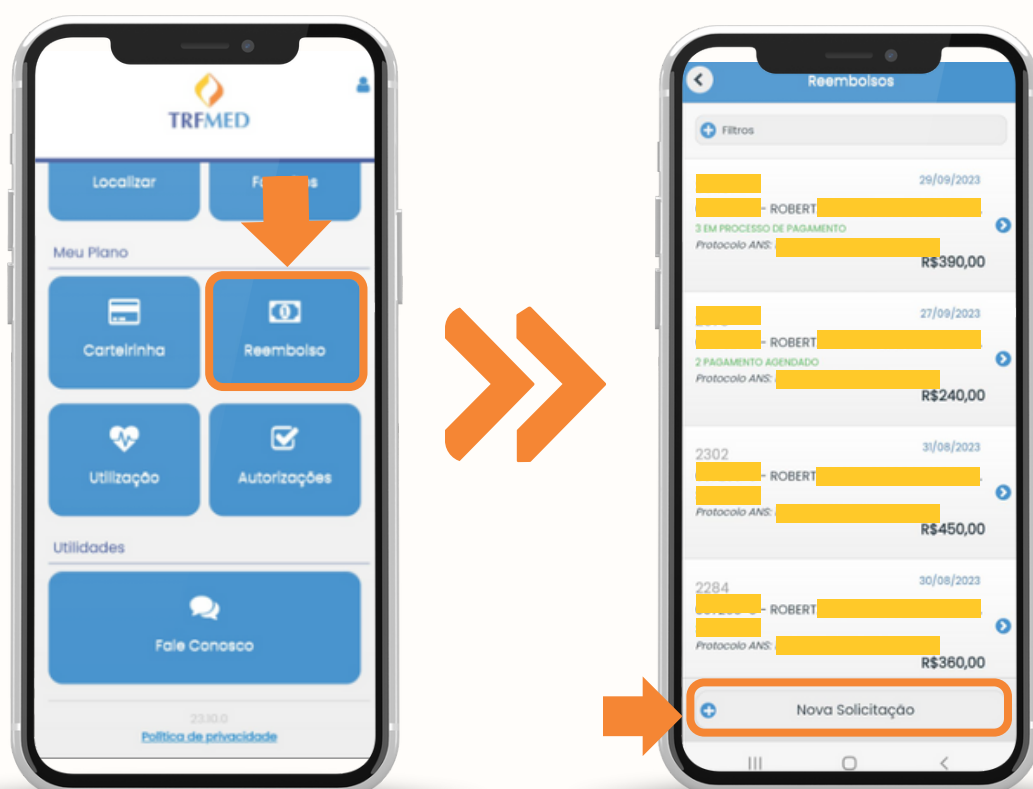 TRFMED
Localizar
Meu Plano
Carteirinha
Reembolso
Utilização
Autorizações
Utilidades
Fale Conosco
23.10.0
Política de privacidade
Reembolsos
Filtros
29/09/2023
- ROBERT
3 EM PROCESSO DE PAGAMENTO
Protocolo ANS:
R$390,00
27/09/2023
- ROBERT
2 PAGAMENTO AGENDADO
Protocolo ANS:
R$240,00
2302
31/08/2023
- ROBERT
Protocolo ANS:
R$450,00
2284
30/08/2023
- ROBERT
Protocolo ANS:
R$360,00
Nova Solicitação